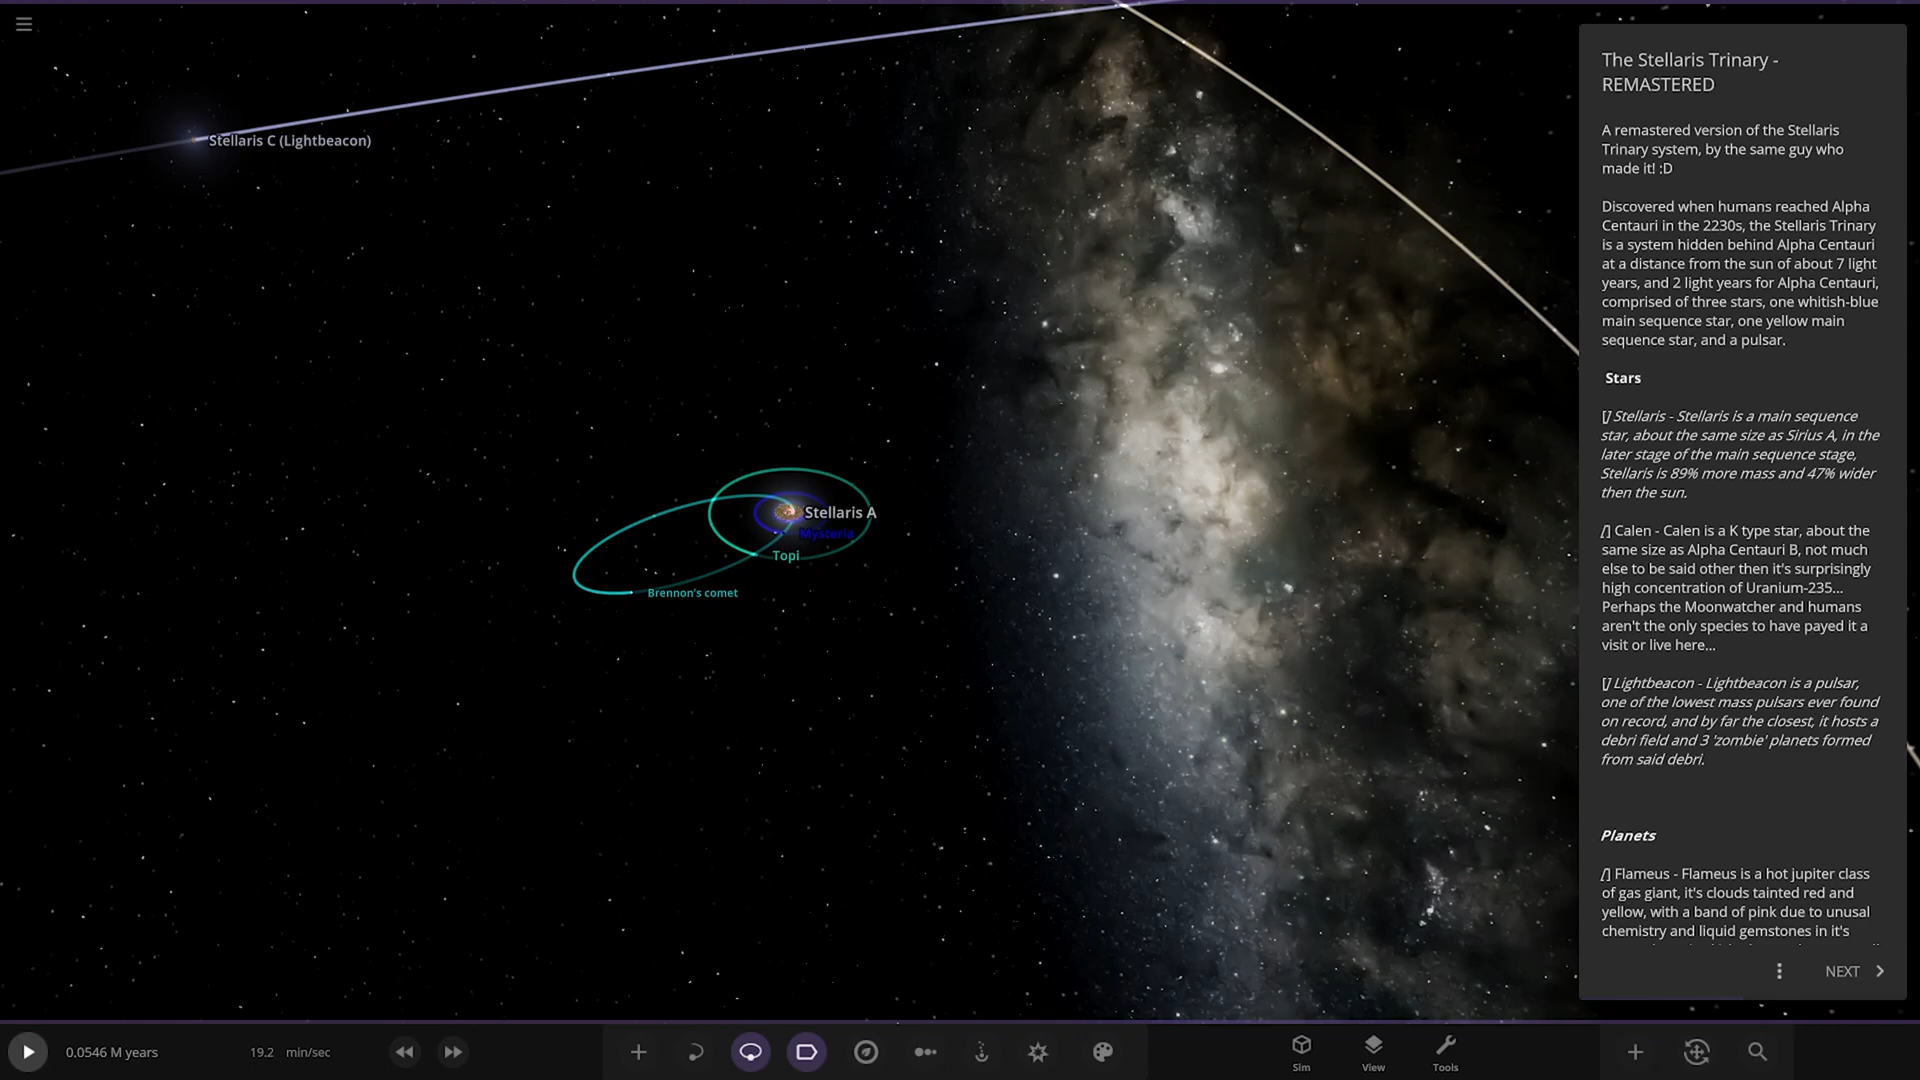 Stellaris C (Lightbeacon)
Stellaris A
Mysteria
Topi
Brennon's comet
The Stellaris Trinary -
REMASTERED
A remastered version of the Stellaris
Trinary system, by the same guy who
made it! :D
Discovered when humans reached Alpha
Centauri in the 2230s, the Stellaris Trinary
is a system hidden behind Alpha Centauri
at a distance from the sun of about 7 light
years, and 2 light years for Alpha Centauri,
comprised of three stars, one whitish-blue
main sequence star, one yellow main
sequence star, and a pulsar.
Stars
[] Stellaris - Stellaris is a main sequence
star, about the same size as Sirius A, in the
later stage of the main sequence stage,
Stellaris is 89% more mass and 47% wider
then the sun.
[] Calen - Calen is a K type star, about the
same size as Alpha Centauri B, not much
else to be said other then it's surprisingly
high concentration of Uranium-235...
Perhaps the Moonwatcher and humans
aren't the only species to have payed it a
visit or live here...
[] Lightbeacon - Lightbeacon is a pulsar,
one of the lowest mass pulsars ever found
on record, and by far the closest, it hosts a
debri field and 3 'zombie' planets formed
from said debri.
Planets
[] Flameus - Flameus is a hot jupiter class
of gas giant, it's clouds tainted red and
yellow, with a band of pink due to unusal
chemistry and liquid gemstones in it's
NEXT
0.0546 M years
19.2 min/sec
Sim
View
Tools